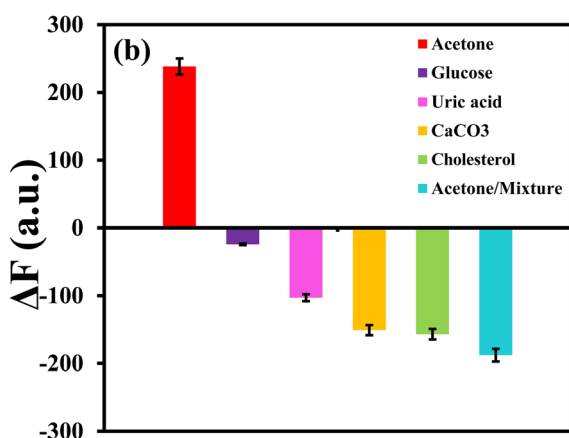 (b)
300
200
100
0
-100
-200
-300
ΔF (a.u.)
Acetone
Glucose
Uric acid
CaCO3
Cholesterol
Acetone/Mixture